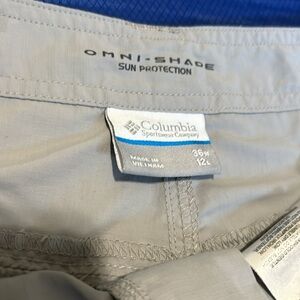 OMNI-SHADE
SUN PROTECTION
Columbia
Sportswear Company
36W
12L
MADE IN
VIETNAM